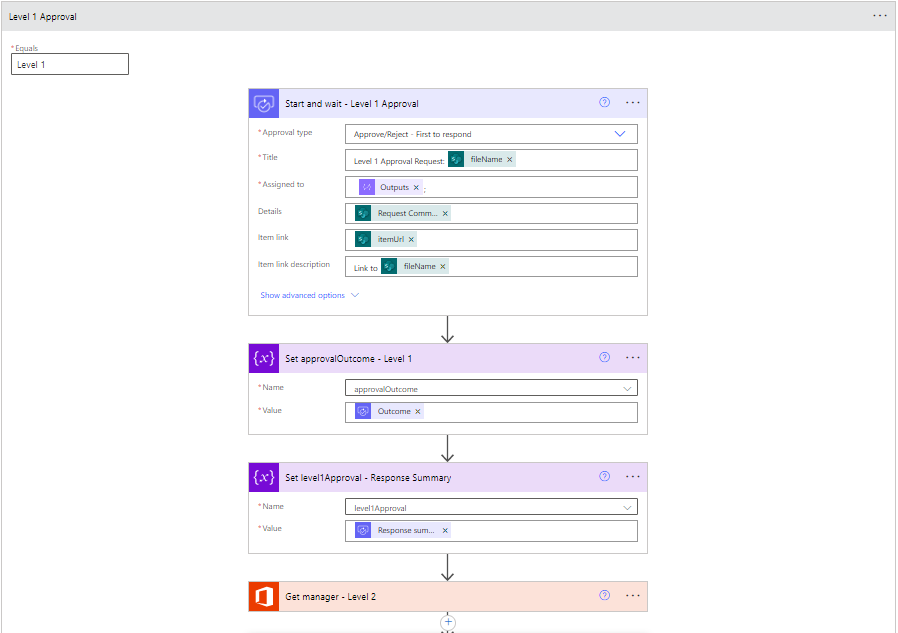 Level 1 Approval
* Equals
Level 1
Start and wait - Level 1 Approval
* Approval type
Approve/Reject - First to respond
* Title
Level 1 Approval Request: fileName
* Assigned to
Outputs ;
Details
Request Comm...
Item link
itemUrl
Item link description
Link to fileName
Show advanced options
{x} Set approvalOutcome - Level 1
* Name
approvalOutcome
* Value
Outcome
{x} Set level1Approval - Response Summary
* Name
level1Approval
* Value
Response sum...
Get manager - Level 2